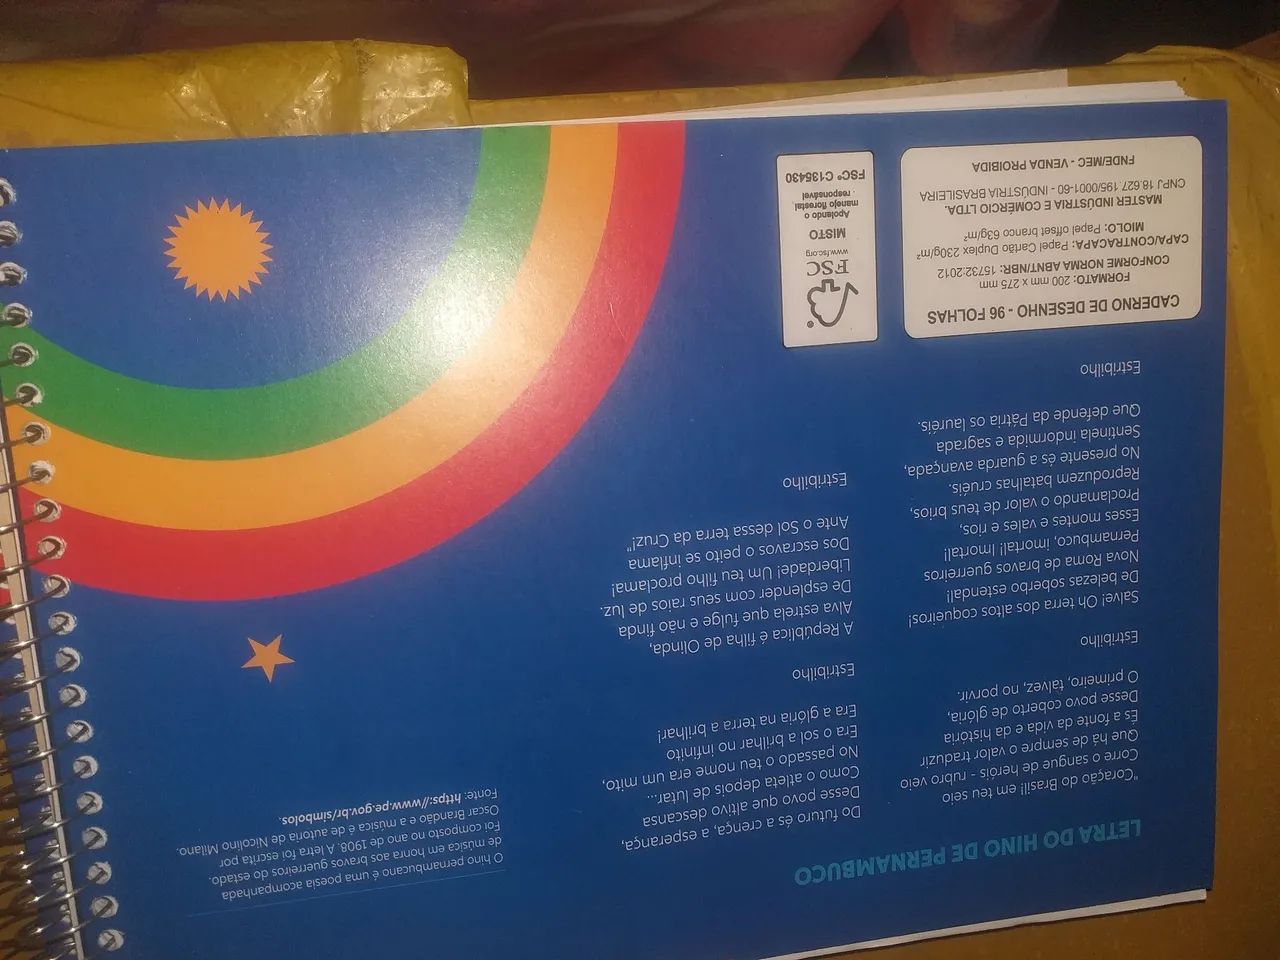 LETRA DO HINO DE PERNAMBUCO
"Coração do Brasil! em teu seio
Corre o sangue de heróis - rubro veio
Que há de sempre o valor traduzir
És a fonte da vida e da história
Desse povo coberto de glória,
O primeiro, talvez, no porvir.
Estribilho
Salve! Oh terra dos altos coqueiros!
De belezas soberbo estendal!
Nova Roma de bravos guerreiros
Pernambuco, imortal! Imortal!
Esses montes e vales e rios,
Proclamando o valor de teus brios,
Reproduzem batalhas cruéis.
No presente és a guarda avançada,
Sentinela indormida e sagrada
Que defende da Pátria os lauréis.
Estribilho
Do futuro és a crença, a esperança,
Desse povo que altivo descansa
Como o atleta depois de lutar...
No passado o teu nome era um mito,
Era o sol a brilhar no infinito
Era a glória na terra a brilhar!
Estribilho
A República é filha de Olinda,
Alva estrela que fulge e não finda
De esplender com seus raios de luz.
Liberdade! Um teu filho proclama!
Dos escravos o peito se inflama
Ante o Sol dessa terra da Cruz!"
Estribilho
O hino pernambucano é uma poesia acompanhada
de música em honra aos bravos guerreiros do estado.
Foi composto no ano de 1908. A letra foi escrita por
Oscar Brandão e a música é de autoria de Nicolino Milano.
Fonte: https://www.pe.gov.br/simbolos.
CADERNO DE DESENHO - 96 FOLHAS
FORMATO: 200 mm x 275 mm
CONFORME NORMA ABNT/NBR: 15732:2012
CAPA/CONTRACAPA: Papel Cartão Duplex 230g/m²
MIOLO: Papel offset branco 63g/m²
MASTER INDÚSTRIA E COMÉRCIO LTDA.
CNPJ 18.627.195/0001-60 - INDÚSTRIA BRASILEIRA
FNDE/MEC - VENDA PROIBIDA
FSC
www.fsc.org
MISTO
Apoiando o
manejo florestal
responsável
FSC® C135430